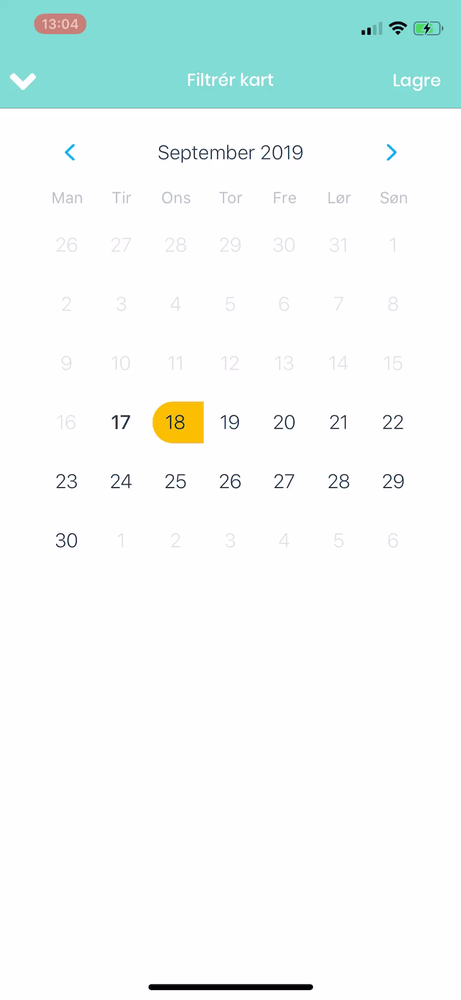 13:04
Filtrér kart
Lagre
September 2019
Man Tir Ons Tor Fre Lør Søn
26 27 28 29 30 31 1
2 3 4 5 6 7 8
9 10 11 12 13 14 15
16 17 18 19 20 21 22
23 24 25 26 27 28 29
30 1 2 3 4 5 6